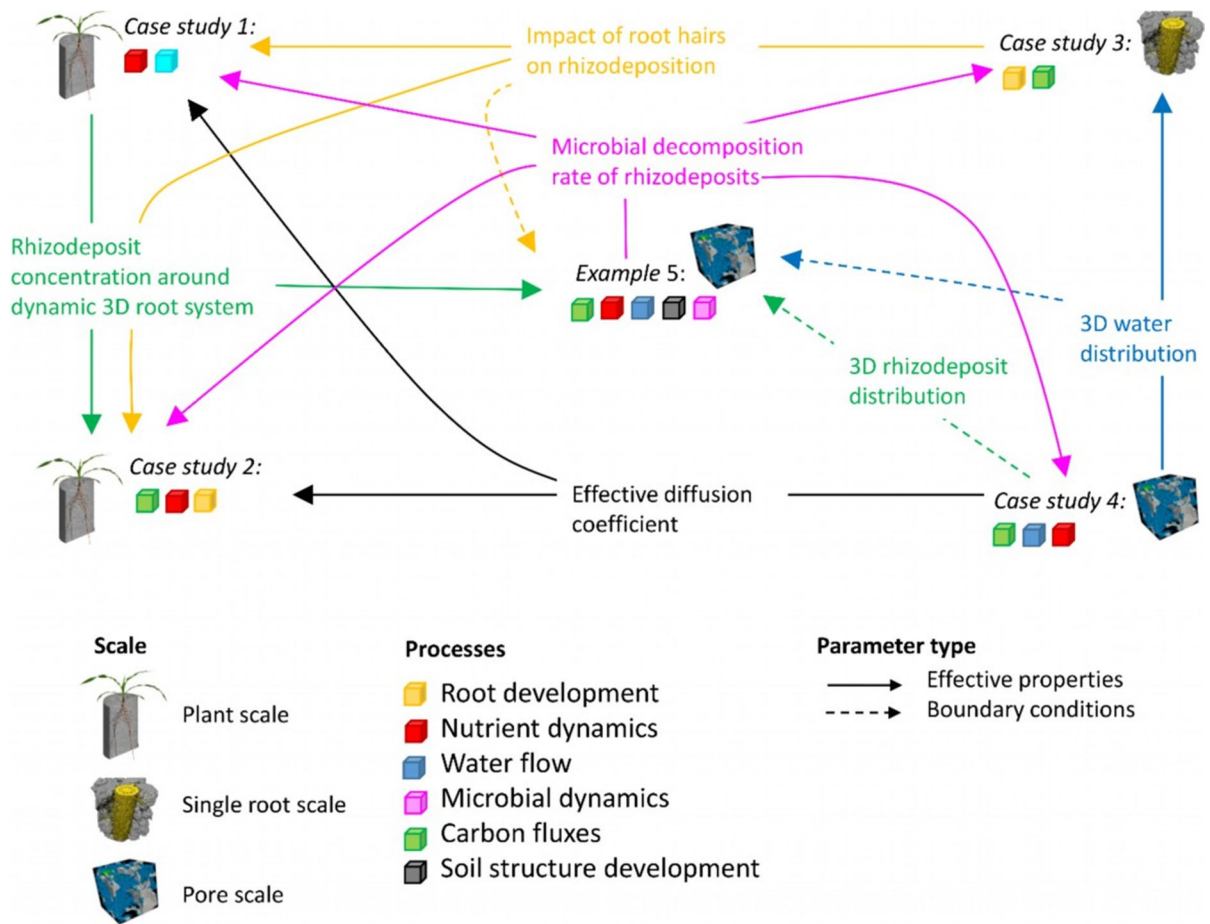 Case study 1:
Impact of root hairs
on rhizodeposition
Case study 3:
Microbial decomposition
rate of rhizodeposits
Rhizodeposit
concentration around
dynamic 3D root system
Example 5:
3D water
distribution
3D rhizodeposit
distribution
Case study 2:
Effective diffusion
coefficient
Case study 4:
Scale
Plant scale
Single root scale
Pore scale
Processes
Root development
Nutrient dynamics
Water flow
Microbial dynamics
Carbon fluxes
Soil structure development
Parameter type
Effective properties
Boundary conditions